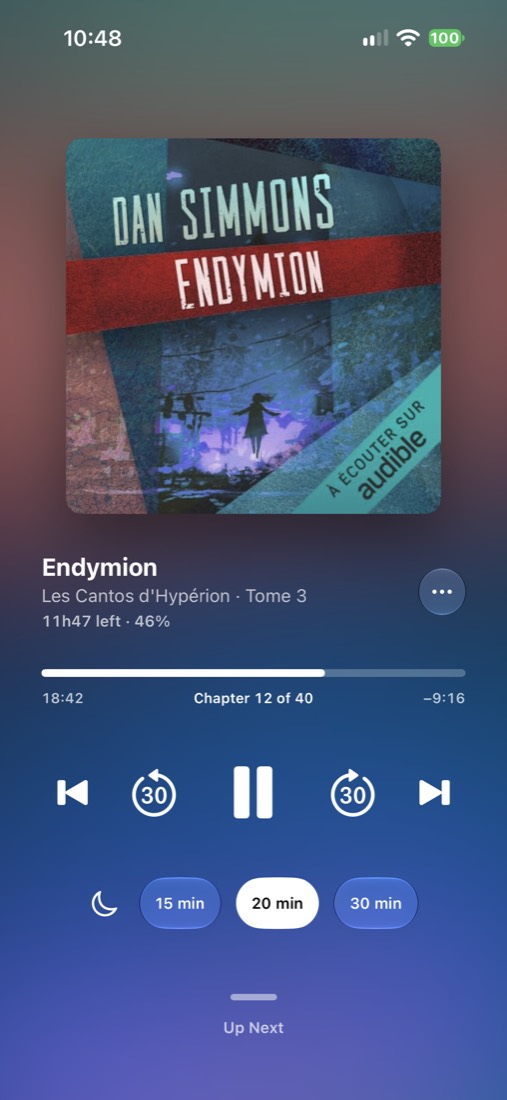 10:48
100
DAN SIMMONS
ENDYMION
À ÉCOUTER SUR
audible
Endymion
Les Cantos d'Hypérion · Tome 3
11h47 left · 46%
18:42
Chapter 12 of 40
–9:16
30
30
15 min
20 min
30 min
Up Next